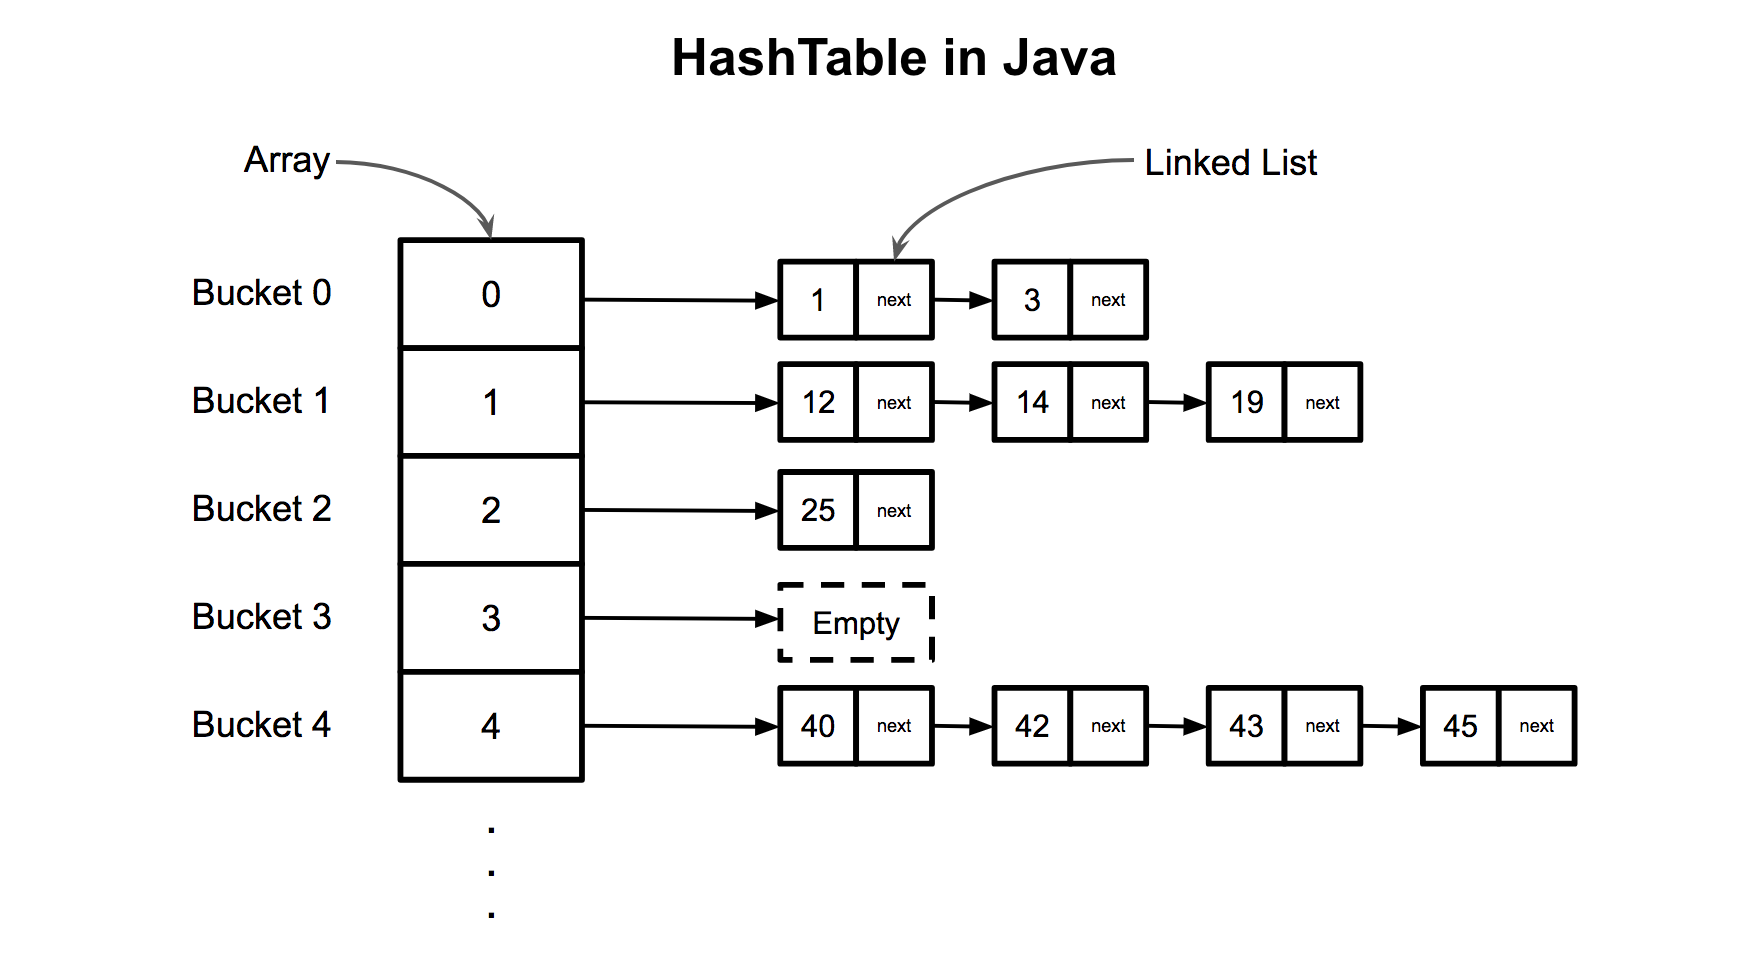 HashTable in Java
Array
Linked List
Bucket 0 0 1 next 3 next
Bucket 1 1 12 next 14 next 19 next
Bucket 2 2 25 next
Bucket 3 3 Empty
Bucket 4 4 40 next 42 next 43 next 45 next
.
.
.